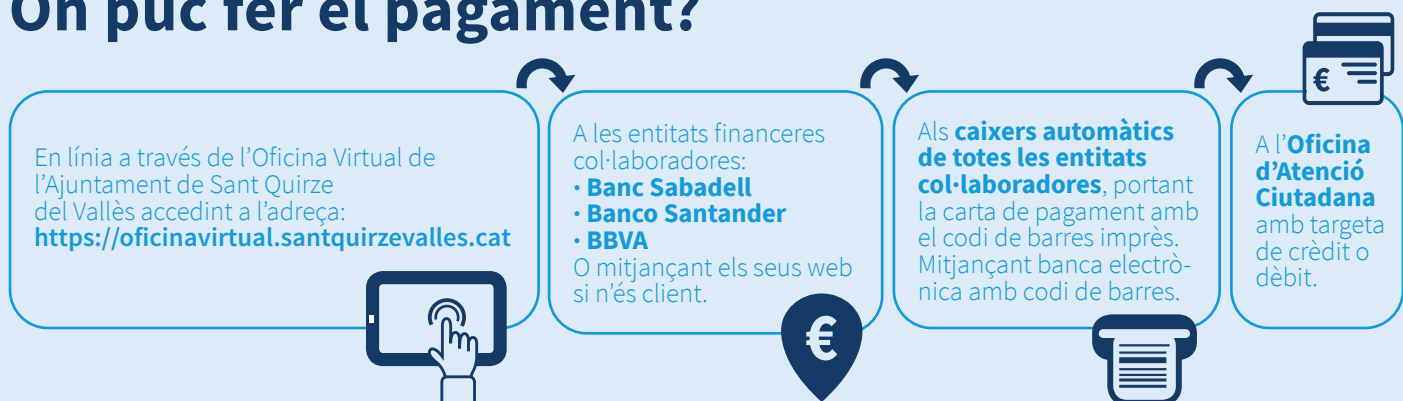 On puc fer el pagament?
En línia a través de l’Oficina Virtual de
l’Ajuntament de Sant Quirze
del Vallès accedint a l’adreça:
https://oficinavirtual.santquirzevalles.cat
A les entitats financeres
col·laboradores:
· Banc Sabadell
· Banco Santander
· BBVA
O mitjançant els seus web
si n’és client.
€
Als caixers automàtics
de totes les entitats
col·laboradores, portant
la carta de pagament amb
el codi de barres imprès.
Mitjançant banca electrò-
nica amb codi de barres.
€
A l’Oficina
d’Atenció
Ciutadana
amb targeta
de crèdit o
dèbit.